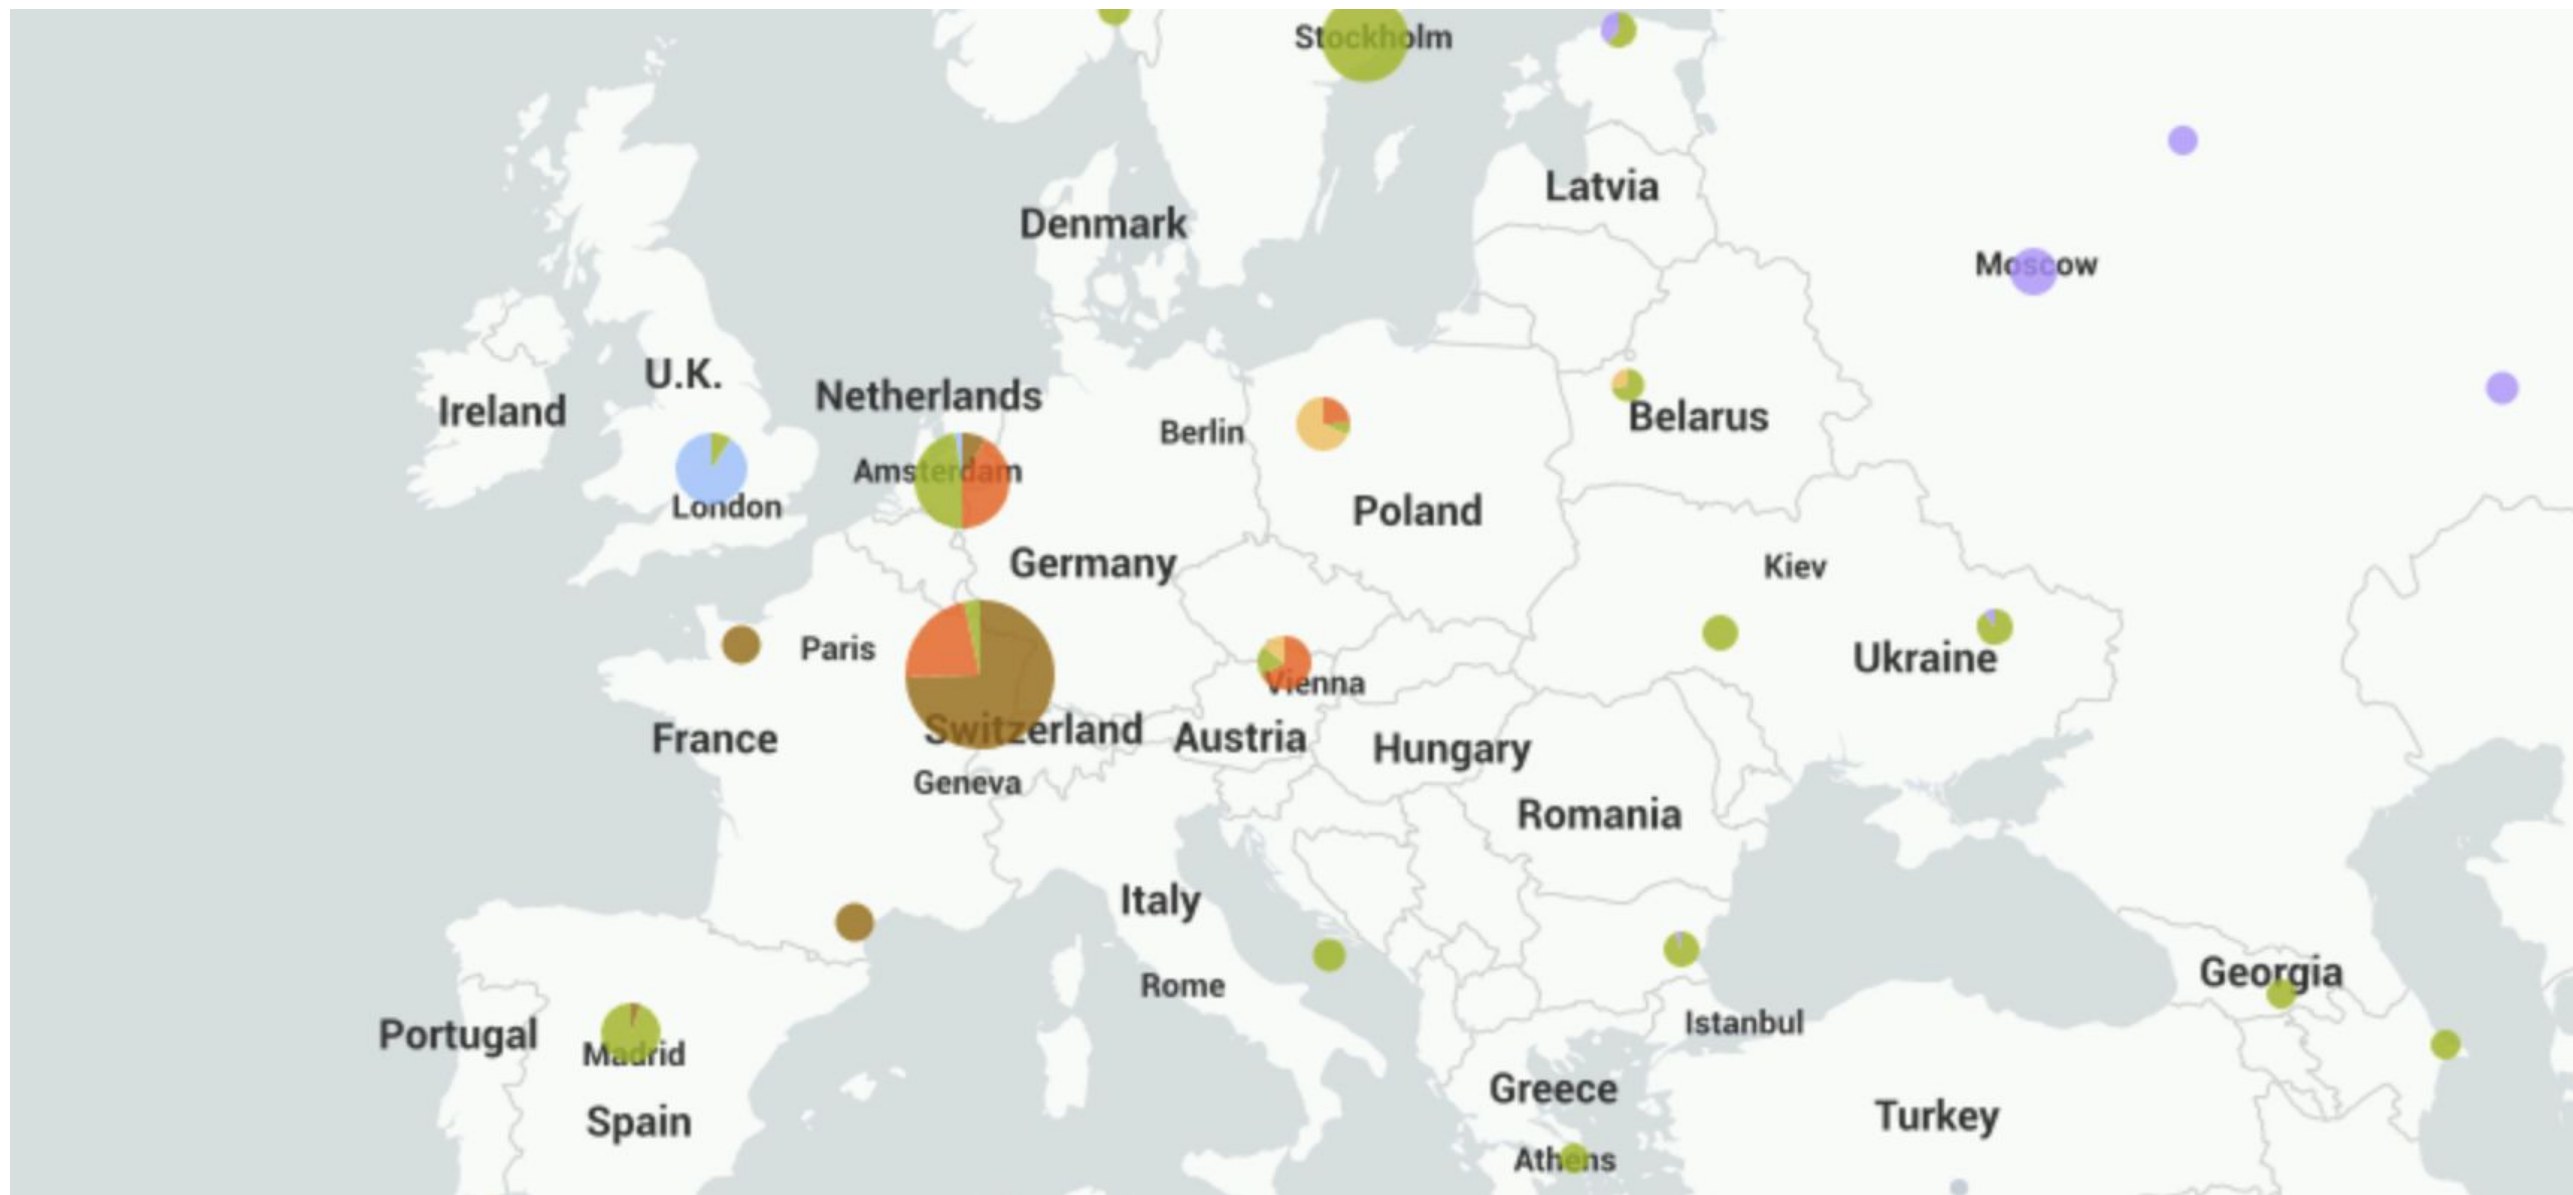 Stockholm
Latvia
Denmark
Moscow
U.K.
Netherlands
Ireland
Berlin
Belarus
Amsterdam
London
Poland
Germany
Kiev
Paris
Ukraine
Vienna
Switzerland
France
Austria
Hungary
Geneva
Romania
Italy
Georgia
Rome
Istanbul
Portugal
Madrid
Greece
Turkey
Spain
Athens